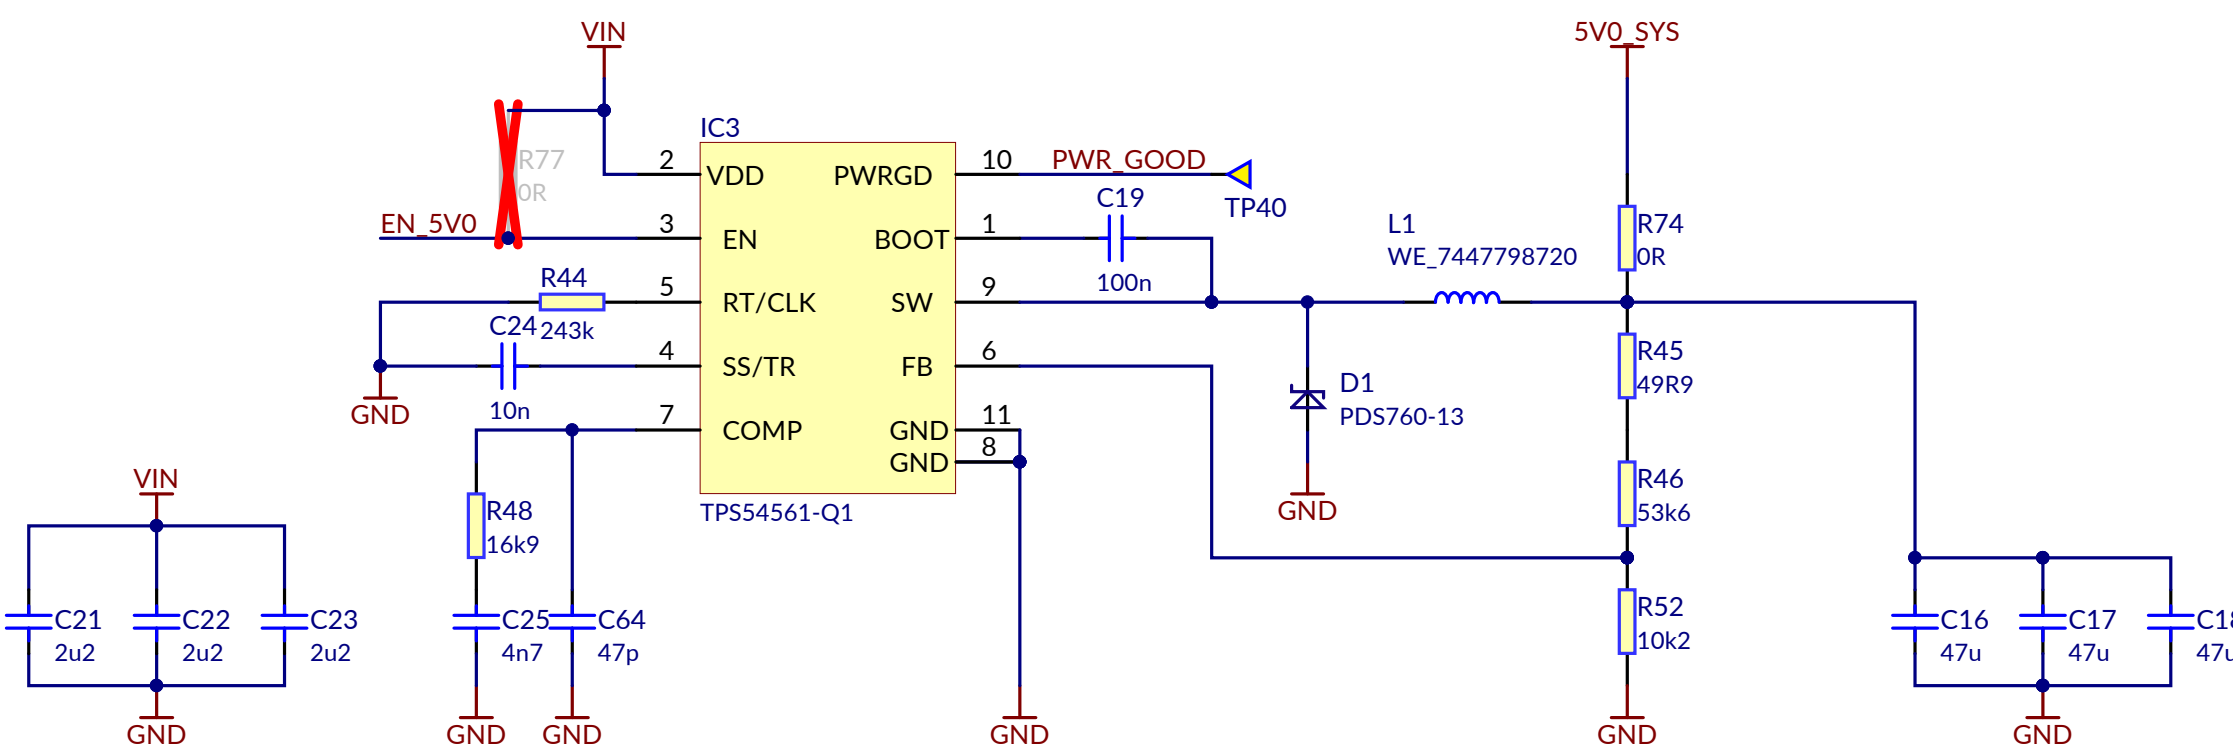 VIN
5V0_SYS
R77
0R
EN_5V0
IC3
2
VDD
3
EN
5
RT/CLK
4
SS/TR
7
COMP
PWRGD
10
BOOT
1
SW
9
FB
6
GND
11
GND
8
TPS54561-Q1
PWR_GOOD
TP40
C19
100n
L1
WE_7447798720
R74
0R
R44
243k
C24
10n
GND
D1
PDS760-13
GND
R45
49R9
R46
53k6
R52
10k2
GND
VIN
C21
2u2
C22
2u2
C23
2u2
GND
R48
16k9
C25
4n7
GND
C64
47p
GND
GND
C16
47u
C17
47u
C18
47u
GND